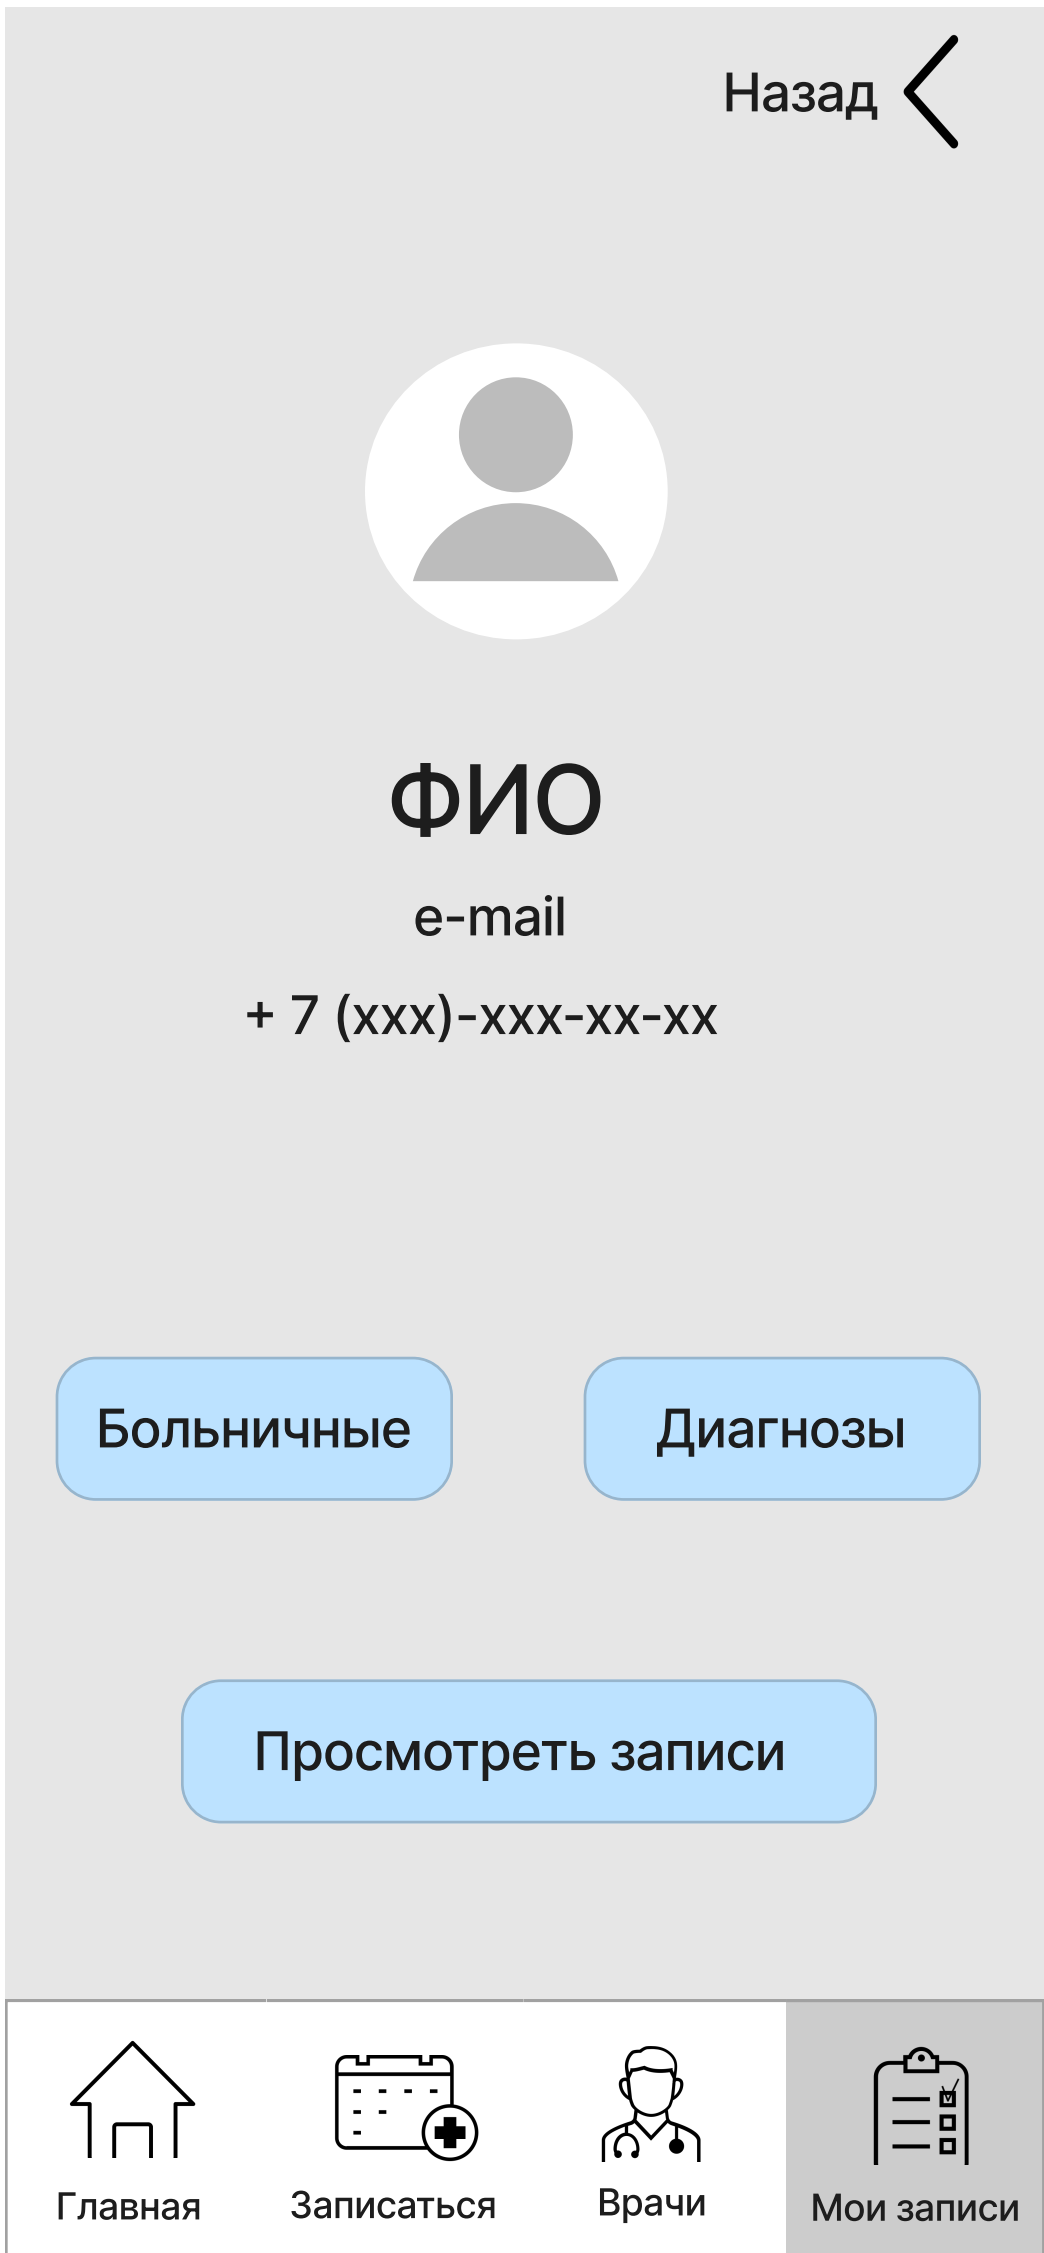 Назад
ФИО
e-mail
+ 7 (xxx)-xxx-xx-xx
Больничные
Диагнозы
Просмотреть записи
Главная
Записаться
Врачи
Мои записи